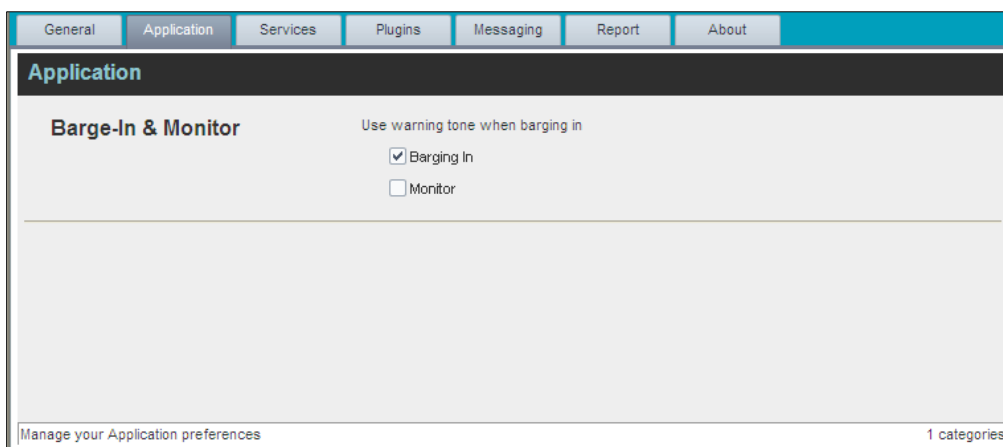 General Application Services Plugins Messaging Report About
Application
Barge-In & Monitor
Use warning tone when barging in
Barging In
Monitor
Manage your Application preferences 1 categories